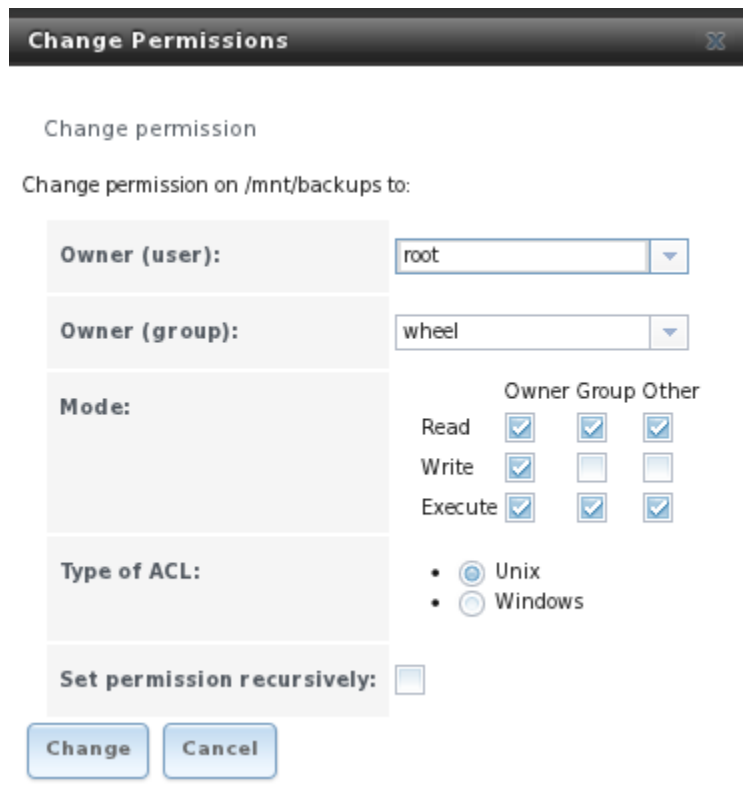 Change Permissions
Change permission
Change permission on /mnt/backups to:
Owner (user): root
Owner (group): wheel
Mode:
Owner Group Other
Read
Write
Execute
Type of ACL:
Unix
Windows
Set permission recursively:
Change Cancel